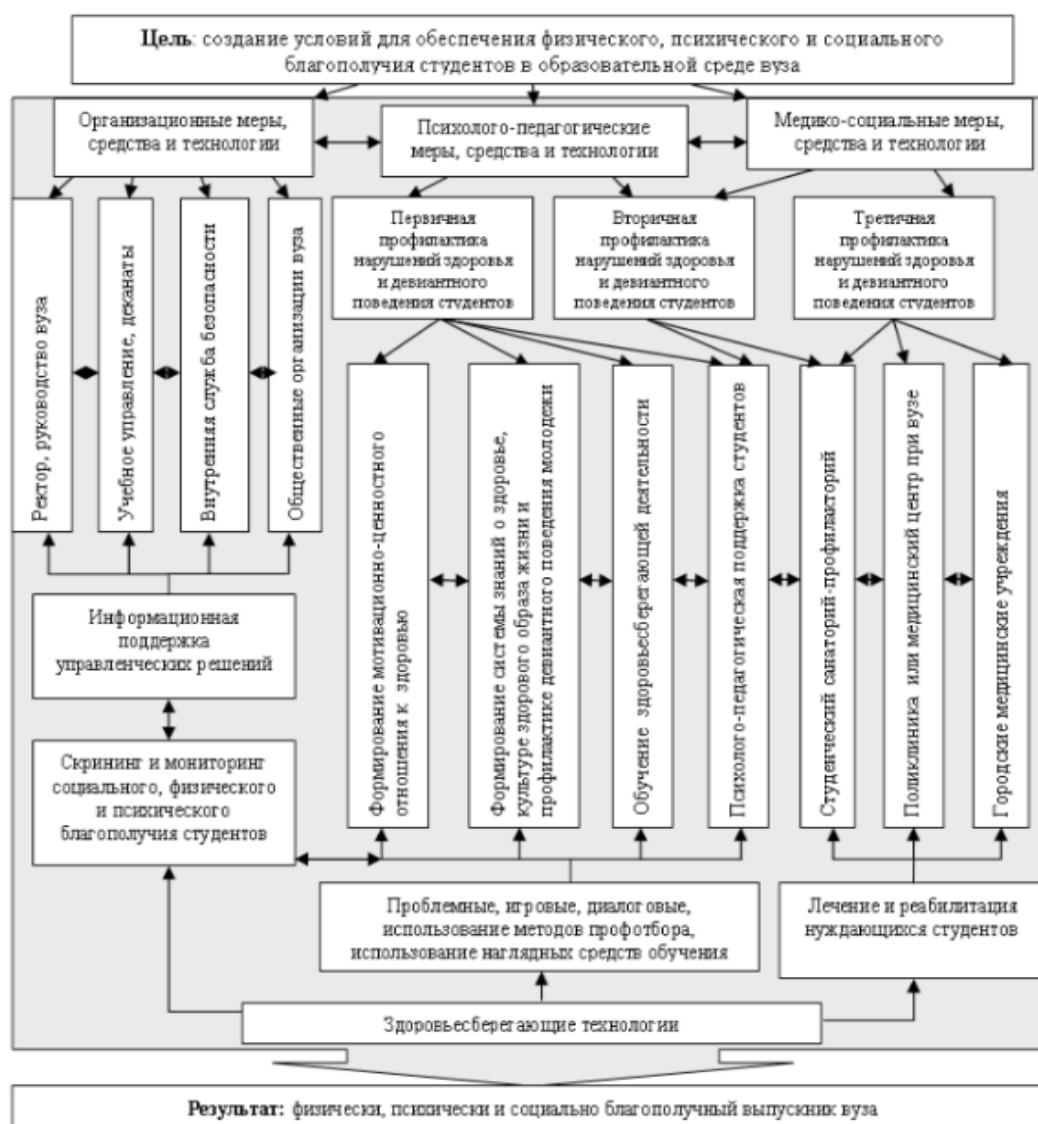 Цель: создание условий для обеспечения физического, психического и социального
благополучия студентов в образовательной среде вуза
Организационные меры,
средства и технологии
Психолого-педагогические
меры, средства и технологии
Медико-социальные меры,
средства и технологии
Первичная
профилактика
нарушений здоровья
и девиантного
поведения студентов
Вторичная
профилактика
нарушений здоровья
и девиантного
поведения студентов
Третичная
профилактика
нарушений здоровья
и девиантного
поведения студентов
Ректор, руководство вуза
Учебное управление, деканаты
Внутренняя служба безопасности
Общественные организации вуза
Формирование мотивационно-ценностного
отношения к здоровью
Формирование системы знаний о здоровье,
культуре здорового образа жизни и
профилактике девиантного поведения молодежи
Обучение здоровьесберегающей деятельности
Психолого-педагогическая поддержка студентов
Студенческий санаторий-профилакторий
Поликлиника или медицинский центр при вузе
Городские медицинские учреждения
Информационная
поддержка
управленческих решений
Скрининг и мониторинг
социального, физического
и психического
благополучия студентов
Проблемные, игровые, диалоговые,
использование методов профотбора,
использование наглядных средств обучения
Лечение и реабилитация
нуждающихся студентов
Здоровьесберегающие технологии
Результат: физически, психически и социально благополучный выпускник вуза